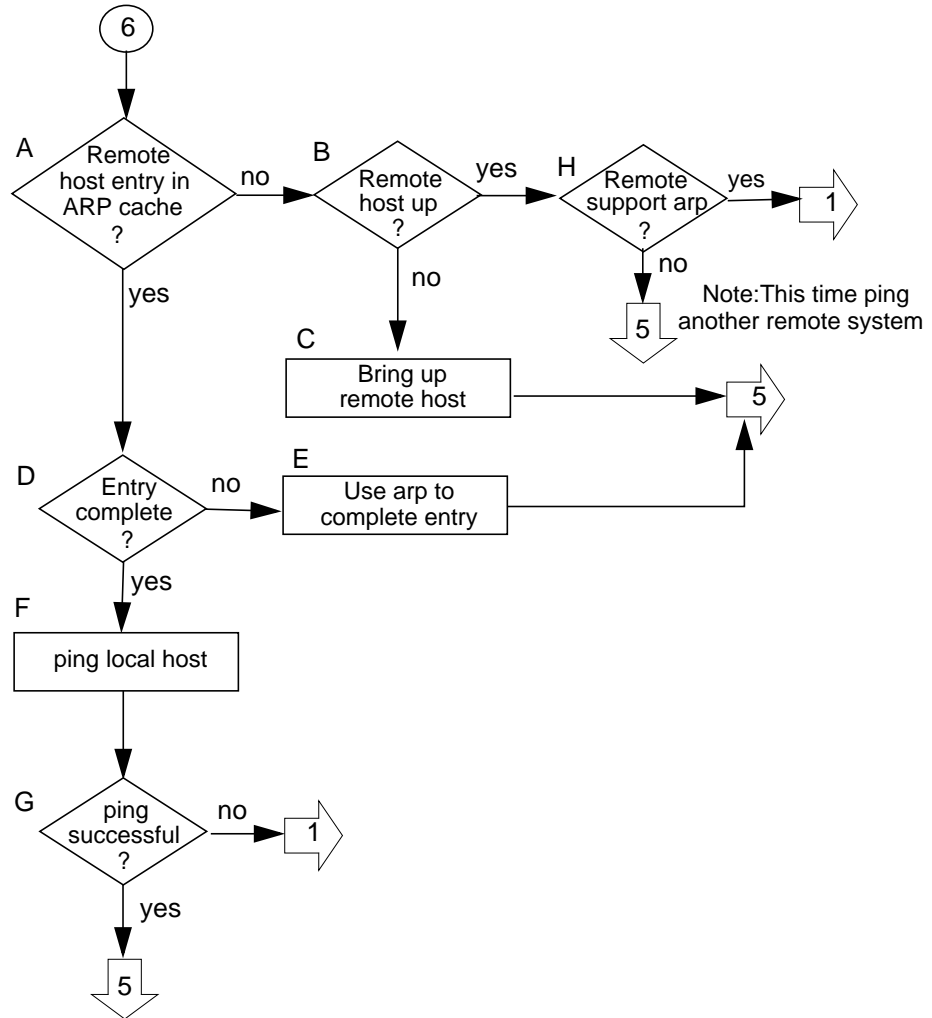 6
A
Remote
host entry in
ARP cache
?
no
yes
B
Remote
host up
?
yes
no
H
Remote
support arp
?
yes
1
no
5
Note:This time ping
another remote system
C
Bring up
remote host
5
D
Entry
complete
?
no
yes
E
Use arp to
complete entry
F
ping local host
G
ping
successful
?
no
1
yes
5